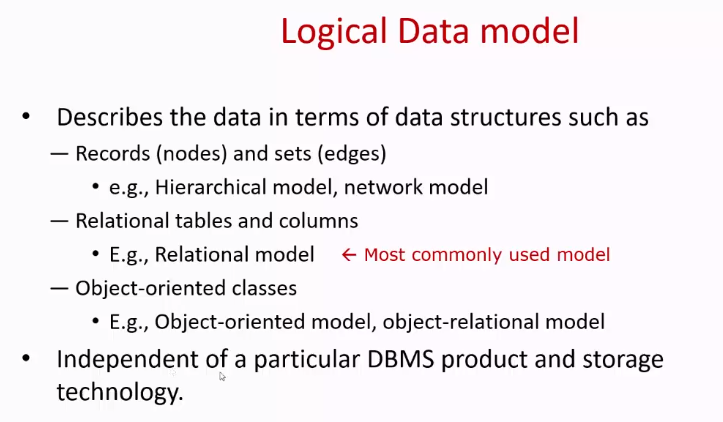 Logical Data model
• Describes the data in terms of data structures such as
— Records (nodes) and sets (edges)
• e.g., Hierarchical model, network model
— Relational tables and columns
• E.g., Relational model ← Most commonly used model
— Object-oriented classes
• E.g., Object-oriented model, object-relational model
• Independent of a particular DBMS product and storage
technology.